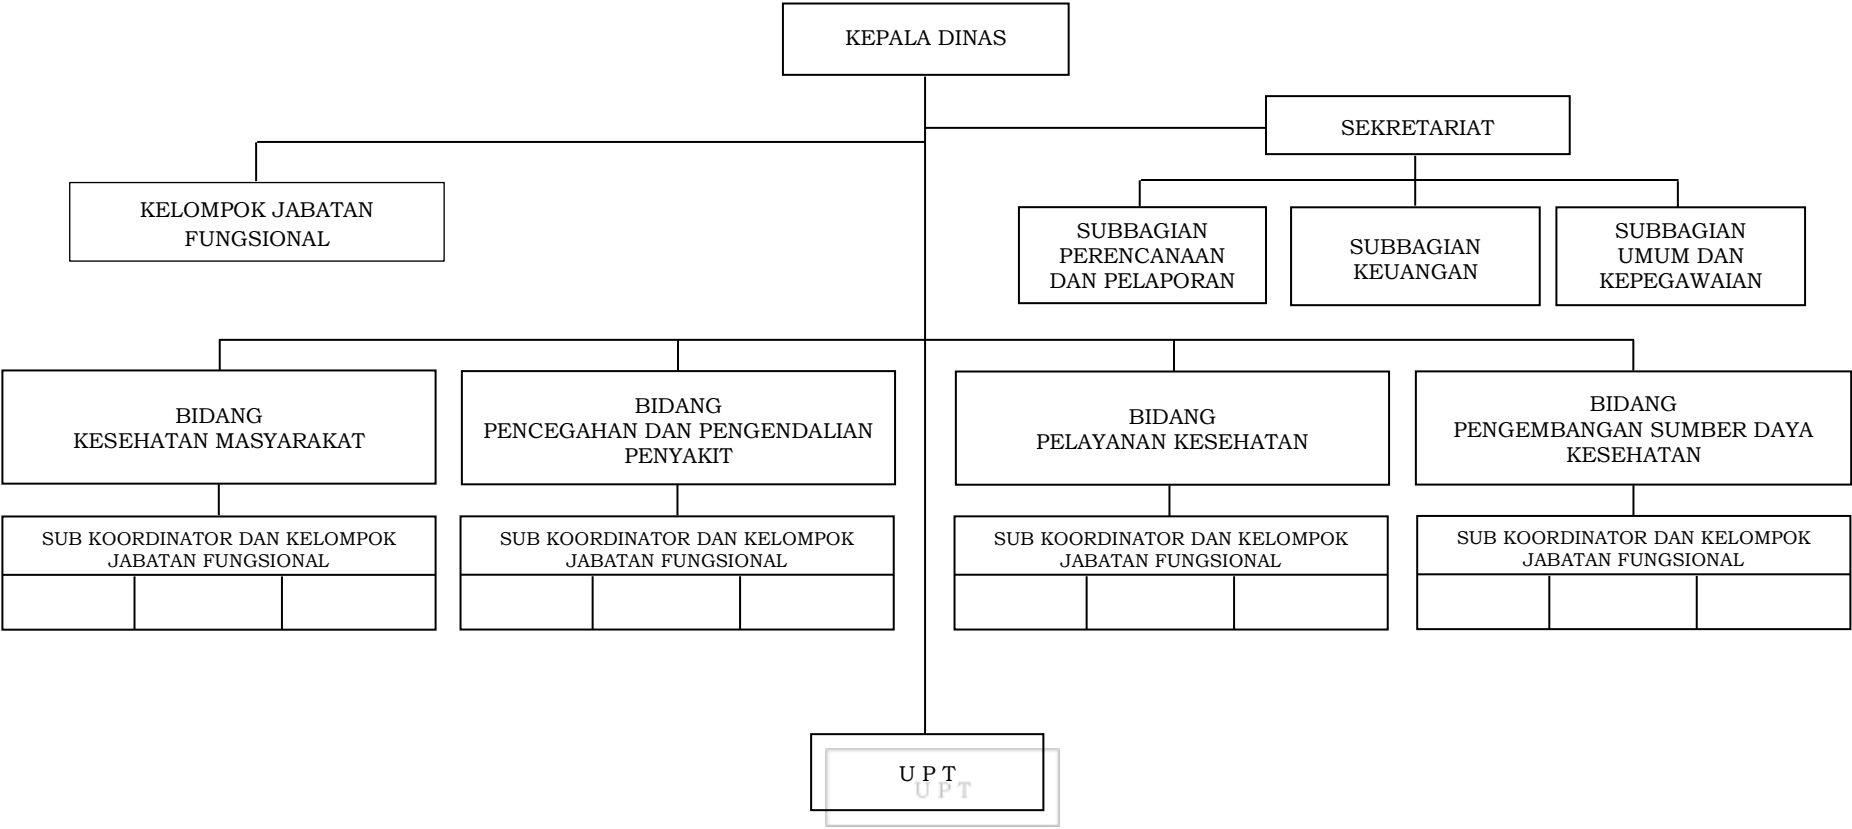 KEPALA DINAS
SEKRETARIAT
KELOMPOK JABATAN
FUNGSIONAL
SUBBAGIAN
PERENCANAAN
DAN PELAPORAN
SUBBAGIAN
KEUANGAN
SUBBAGIAN
UMUM DAN
KEPEGAWAIAN
BIDANG
KESEHATAN MASYARAKAT
BIDANG
PENCEGAHAN DAN PENGENDALIAN
PENYAKIT
BIDANG
PELAYANAN KESEHATAN
BIDANG
PENGEMBANGAN SUMBER DAYA
KESEHATAN
SUB KOORDINATOR DAN KELOMPOK
JABATAN FUNGSIONAL
SUB KOORDINATOR DAN KELOMPOK
JABATAN FUNGSIONAL
SUB KOORDINATOR DAN KELOMPOK
JABATAN FUNGSIONAL
SUB KOORDINATOR DAN KELOMPOK
JABATAN FUNGSIONAL
U P T
U P T